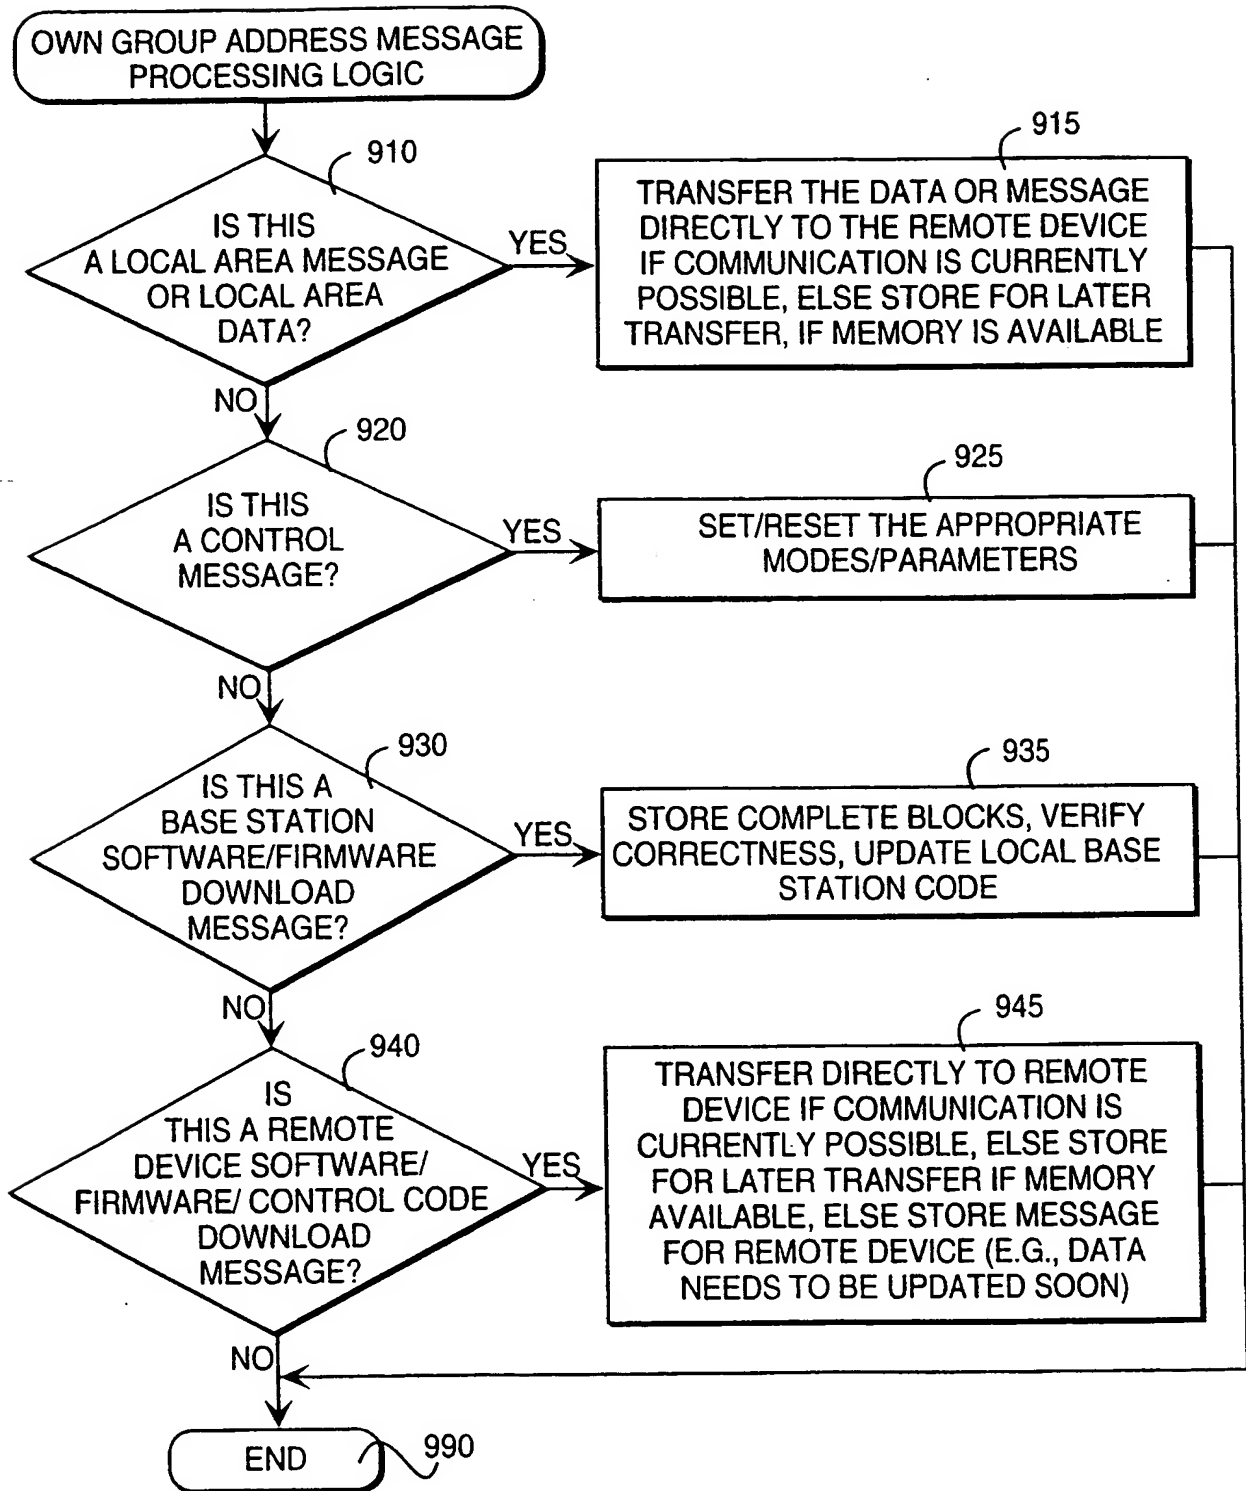 OWN GROUP ADDRESS MESSAGE
PROCESSING LOGIC
910
IS THIS
A LOCAL AREA MESSAGE
OR LOCAL AREA
DATA?
YES
915
TRANSFER THE DATA OR MESSAGE
DIRECTLY TO THE REMOTE DEVICE
IF COMMUNICATION IS CURRENTLY
POSSIBLE, ELSE STORE FOR LATER
TRANSFER, IF MEMORY IS AVAILABLE
NO
920
IS THIS
A CONTROL
MESSAGE?
YES
925
SET/RESET THE APPROPRIATE
MODES/PARAMETERS
NO
930
IS THIS A
BASE STATION
SOFTWARE/FIRMWARE
DOWNLOAD
MESSAGE?
YES
935
STORE COMPLETE BLOCKS, VERIFY
CORRECTNESS, UPDATE LOCAL BASE
STATION CODE
NO
940
IS
THIS A REMOTE
DEVICE SOFTWARE/
FIRMWARE/ CONTROL CODE
DOWNLOAD
MESSAGE?
YES
945
TRANSFER DIRECTLY TO REMOTE
DEVICE IF COMMUNICATION IS
CURRENTLY POSSIBLE, ELSE STORE
FOR LATER TRANSFER IF MEMORY
AVAILABLE, ELSE STORE MESSAGE
FOR REMOTE DEVICE (E.G., DATA
NEEDS TO BE UPDATED SOON)
NO
END
990